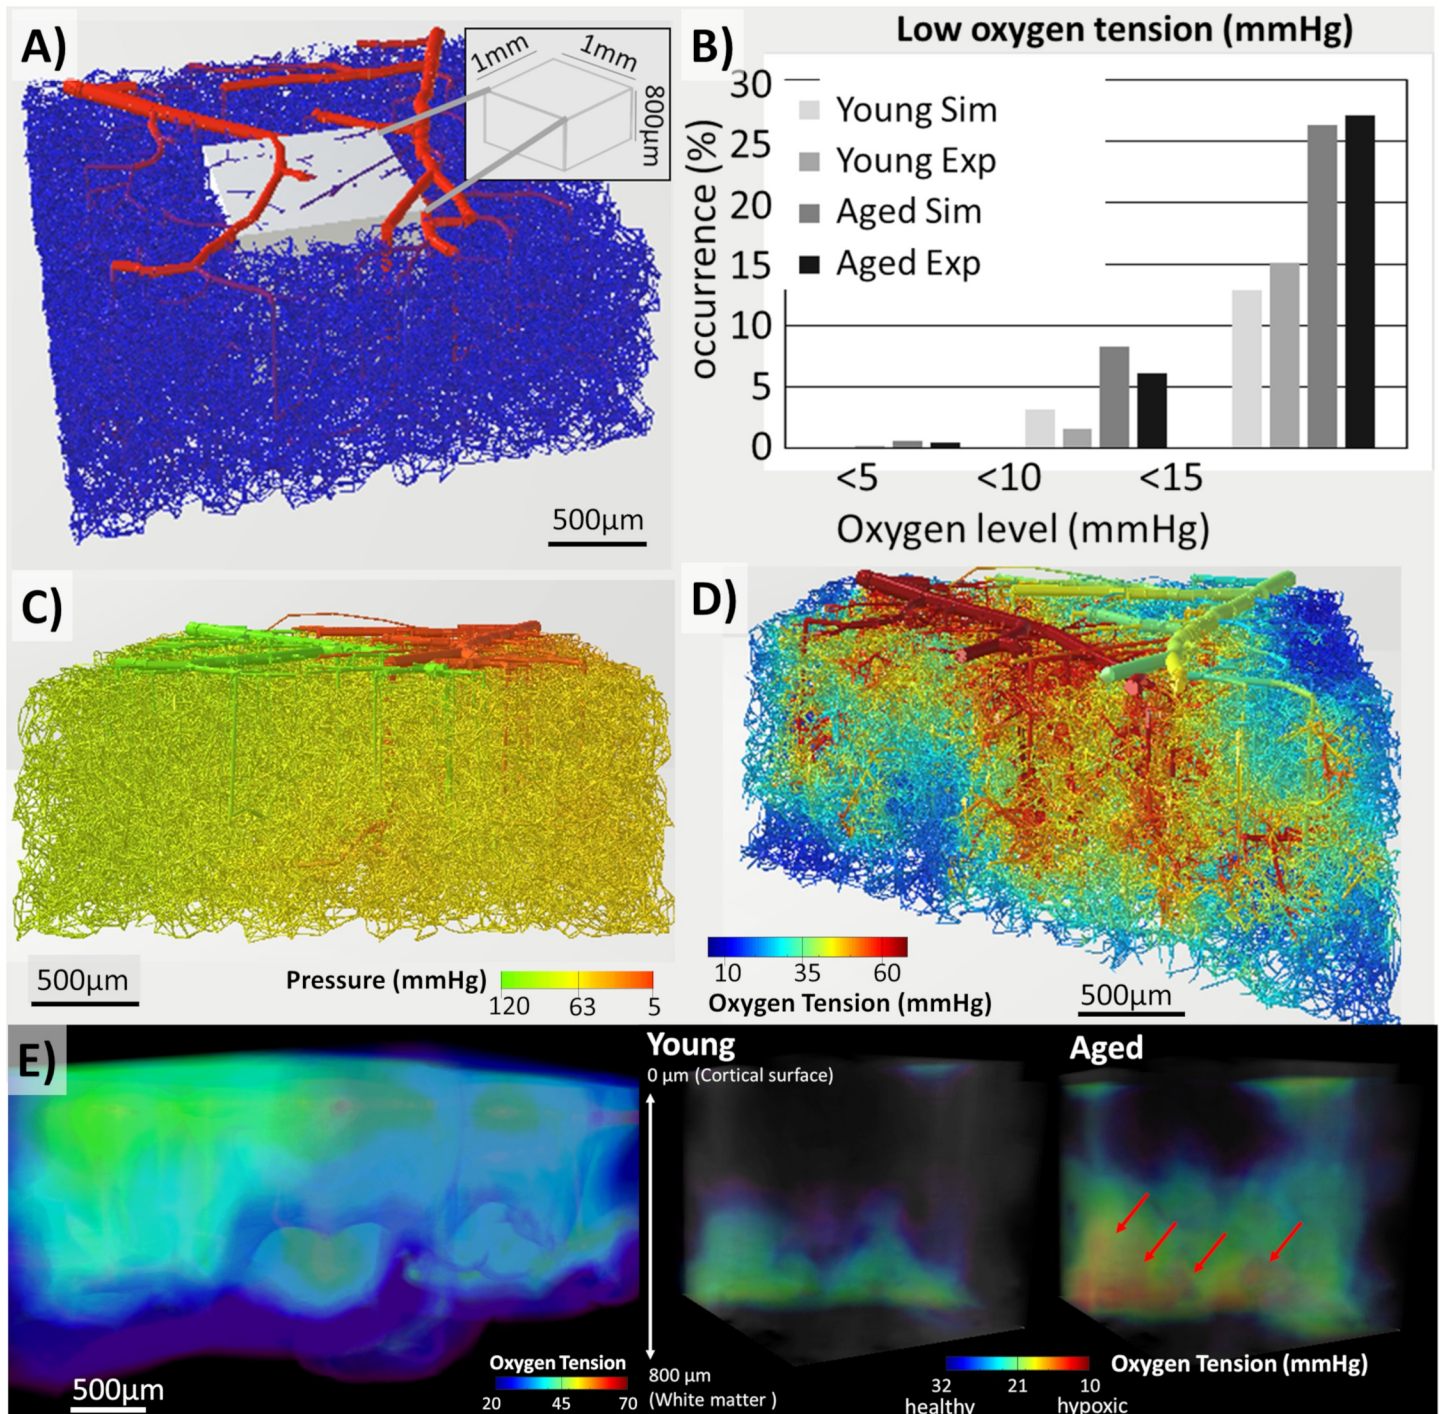 A)
1mm
1mm
800µm
500µm
B)
Low oxygen tension (mmHg)
occurrence (%)
30
25
20
15
10
5
0
Young Sim
Young Exp
Aged Sim
Aged Exp
<5
<10
<15
Oxygen level (mmHg)
C)
500µm
Pressure (mmHg)
120
63
5
D)
10
35
60
Oxygen Tension (mmHg)
500µm
E)
500µm
Oxygen Tension
20
45
70
Young
0 µm (Cortical surface)
800 µm
(White matter )
Aged
Oxygen Tension (mmHg)
32
21
10
healthy
hypoxic